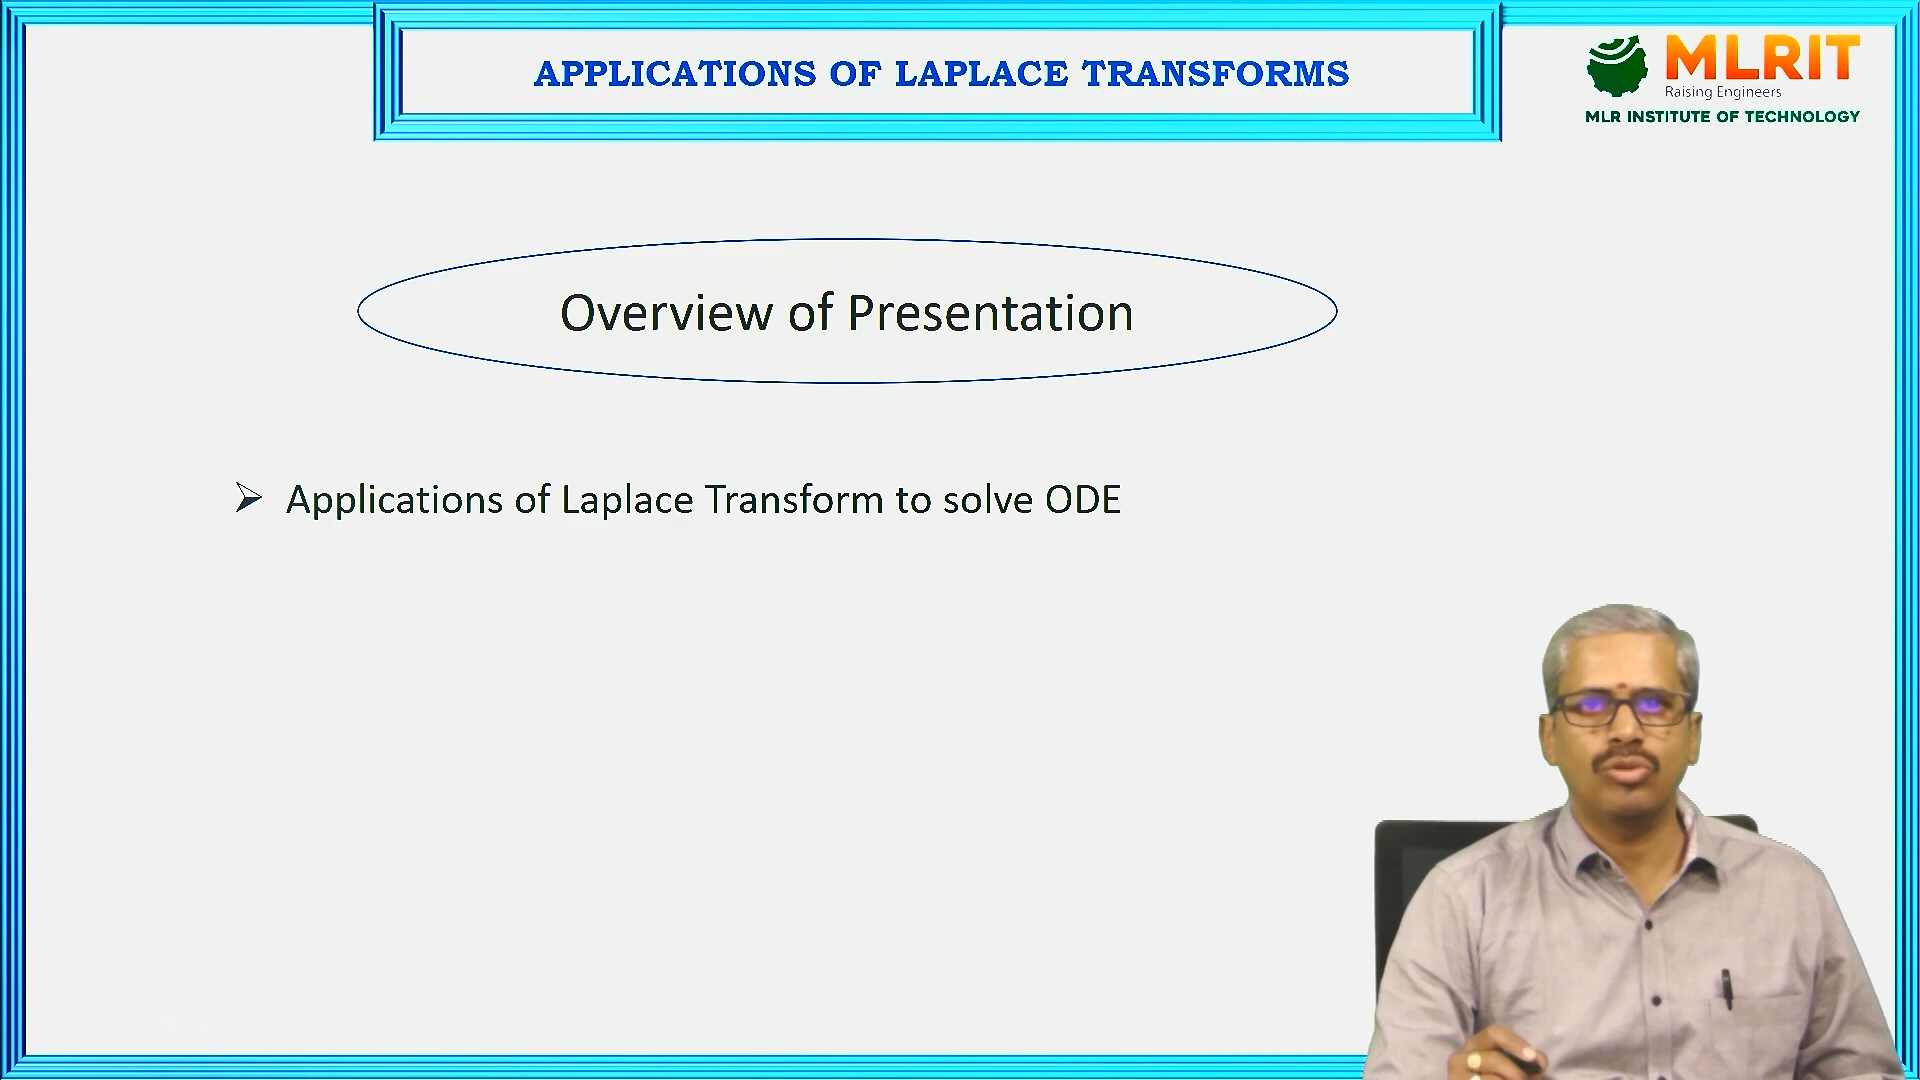 APPLICATIONS OF LAPLACE TRANSFORMS
MLRIT
Raising Engineers
MLR INSTITUTE OF TECHNOLOGY
Overview of Presentation
Applications of Laplace Transform to solve ODE